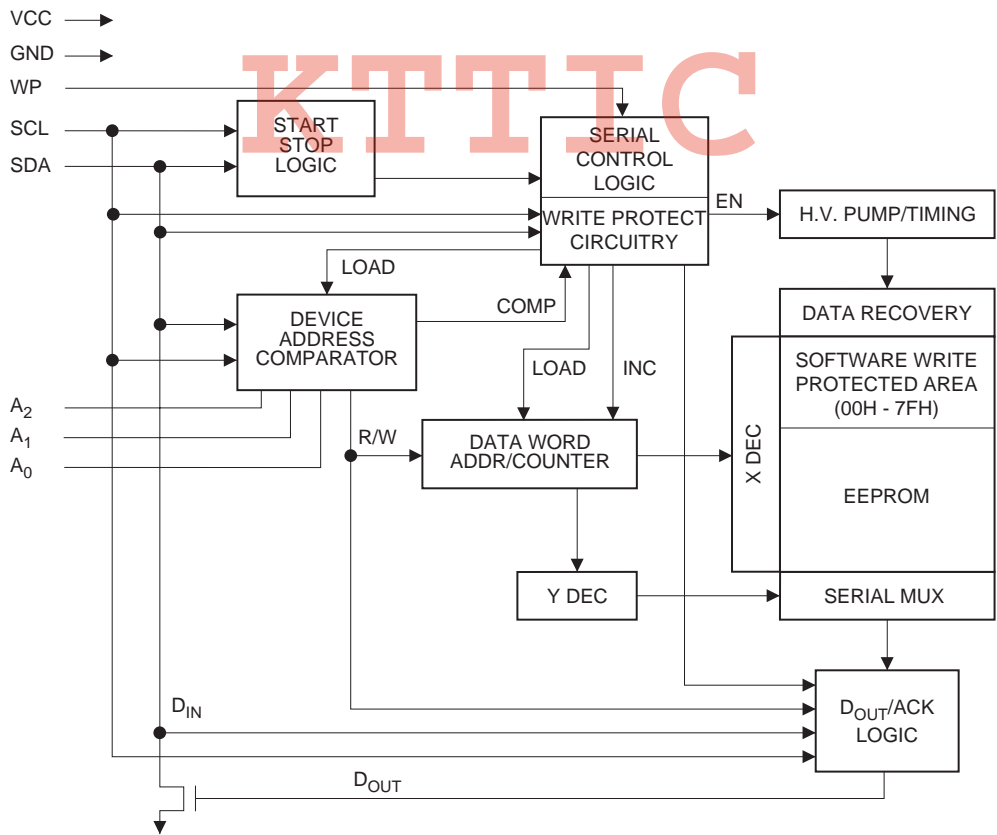 VCC
GND
WP
SCL
SDA
KTTIC
START
STOP
LOGIC
SERIAL
CONTROL
LOGIC
WRITE PROTECT
CIRCUITRY
EN
H.V. PUMP/TIMING
LOAD
COMP
DEVICE
ADDRESS
COMPARATOR
DATA RECOVERY
SOFTWARE WRITE
PROTECTED AREA
(00H - 7FH)
LOAD
INC
A2
A1
A0
R/W
DATA WORD
ADDR/COUNTER
X DEC
EEPROM
Y DEC
SERIAL MUX
DIN
DOUT/ACK
LOGIC
DOUT